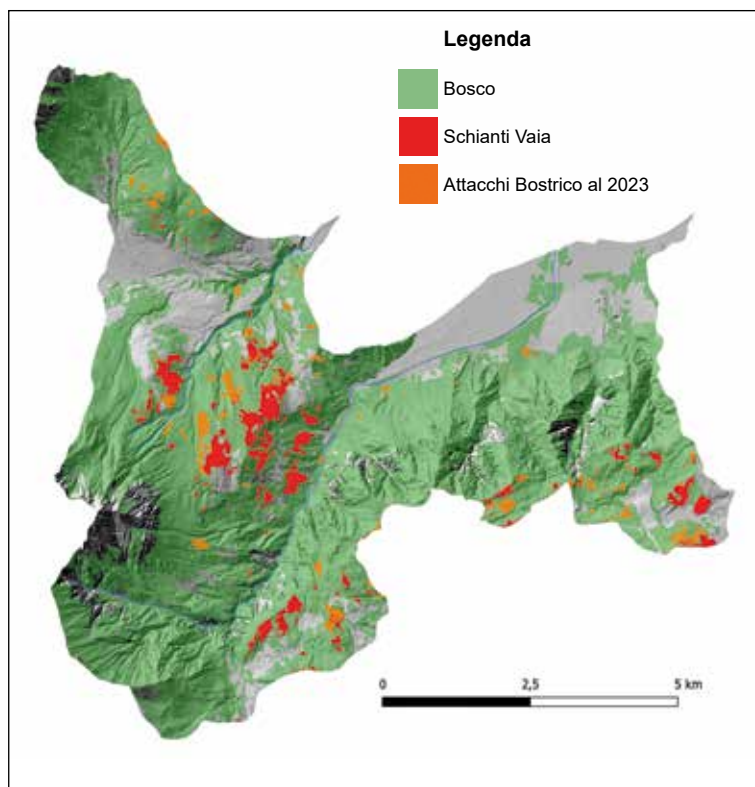 Legenda
Bosco
Schianti Vaia
Attacchi Bostrico al 2023
0 2,5 5 km